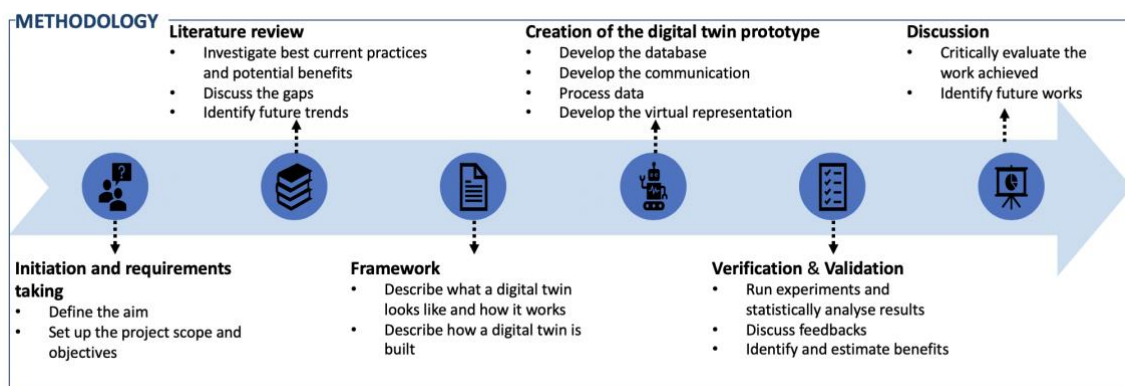 METHODOLOGY
Initiation and requirements
taking
• Define the aim
• Set up the project scope and
objectives
Literature review
• Investigate best current practices
and potential benefits
• Discuss the gaps
• Identify future trends
Framework
• Describe what a digital twin
looks like and how it works
• Describe how a digital twin is
built
Creation of the digital twin prototype
• Develop the database
• Develop the communication
• Process data
• Develop the virtual representation
Verification & Validation
• Run experiments and
statistically analyse results
• Discuss feedbacks
• Identify and estimate benefits
Discussion
• Critically evaluate the
work achieved
• Identify future works
?